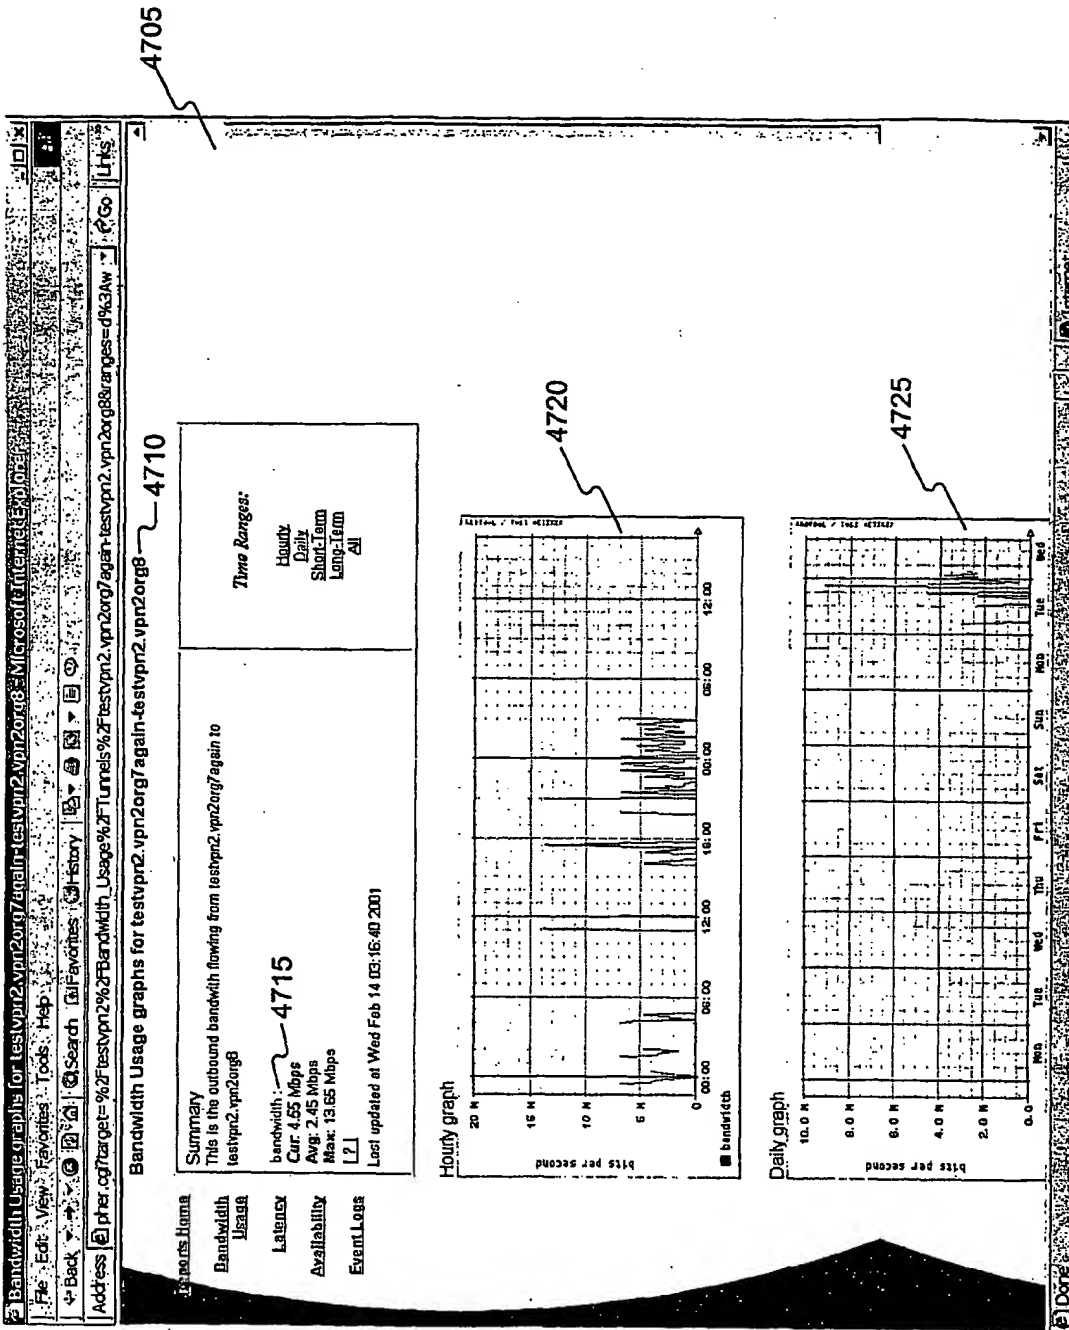 Bandwidth Usage graphs for testvpn2.vpn2org7again-testvpn2.vpn2org8 - Microsoft Internet Explorer
File Edit View Favorites Tools Help
Back Search Favorites History
Address pher.cgi?target=%2Ftestvpn2%2FBandwidth_Usage%2FTunnels%2Ftestvpn2.vpn2org7again-testvpn2.vpn2org8&ranges=d%3Aw Go Links
4705
Bandwidth Usage graphs for testvpn2.vpn2org7again-testvpn2.vpn2org8
4710
Reports Home
Bandwidth
Usage
Latency
Availability
Event Logs
Summary
This is the outbound bandwith flowing from testvpn2.vpn2org7again to
testvpn2.vpn2org8
bandwidth:
4715
Cur: 4.65 Mbps
Avg: 2.45 Mbps
Max: 13.65 Mbps
[?]
Last updated at Wed Feb 14 03:16:40 2001
Time Ranges:
Hourly
Daily
Short-Term
Long-Term
All
Hourly graph
4720
bits per second
20 M
15 M
10 M
5 M
0
00:00 06:00 12:00 18:00 00:00 06:00 12:00
bandwidth
Daily graph
4725
bits per second
10.0 M
8.0 M
6.0 M
4.0 M
2.0 M
0.0
Mon Tue Wed Thu Fri Sat Sun Mon Tue Wed
Done Internet